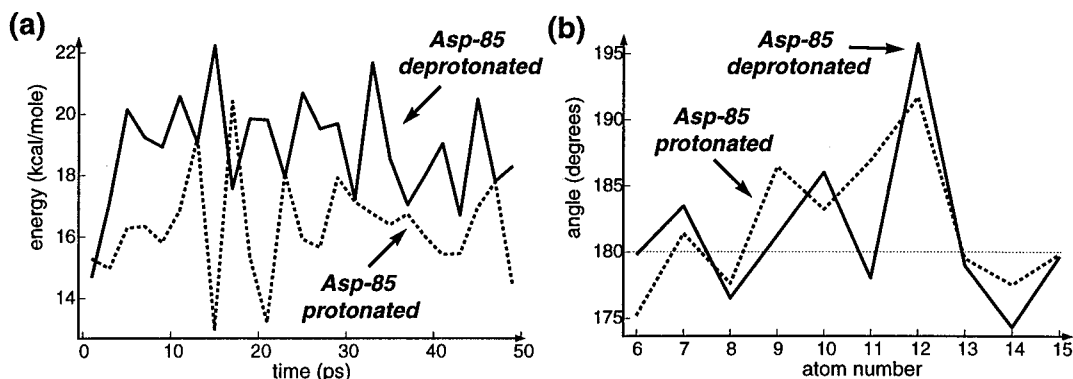 (a)
energy (kcal/mole)
22
20
18
16
14
Asp-85
deprotonated
Asp-85
protonated
0 10 20 30 40 50
time (ps)
(b)
angle (degrees)
195
190
185
180
175
Asp-85
deprotonated
Asp-85
protonated
6 7 8 9 10 11 12 13 14 15
atom number